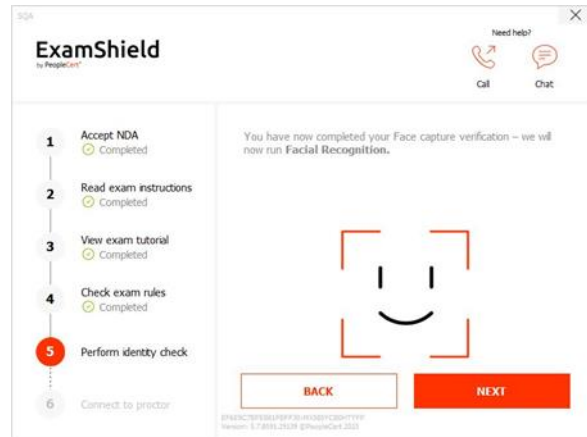 SQA
Need help?
ExamShield
by PeopleCert
Call
Chat
1
Accept NDA
Completed
2
Read exam instructions
Completed
3
View exam tutorial
Completed
4
Check exam rules
Completed
5
Perform identity check
6
Connect to proctor
You have now completed your Face capture verification – we will
now run Facial Recognition.
BACK
NEXT
©PeopleCert 2023